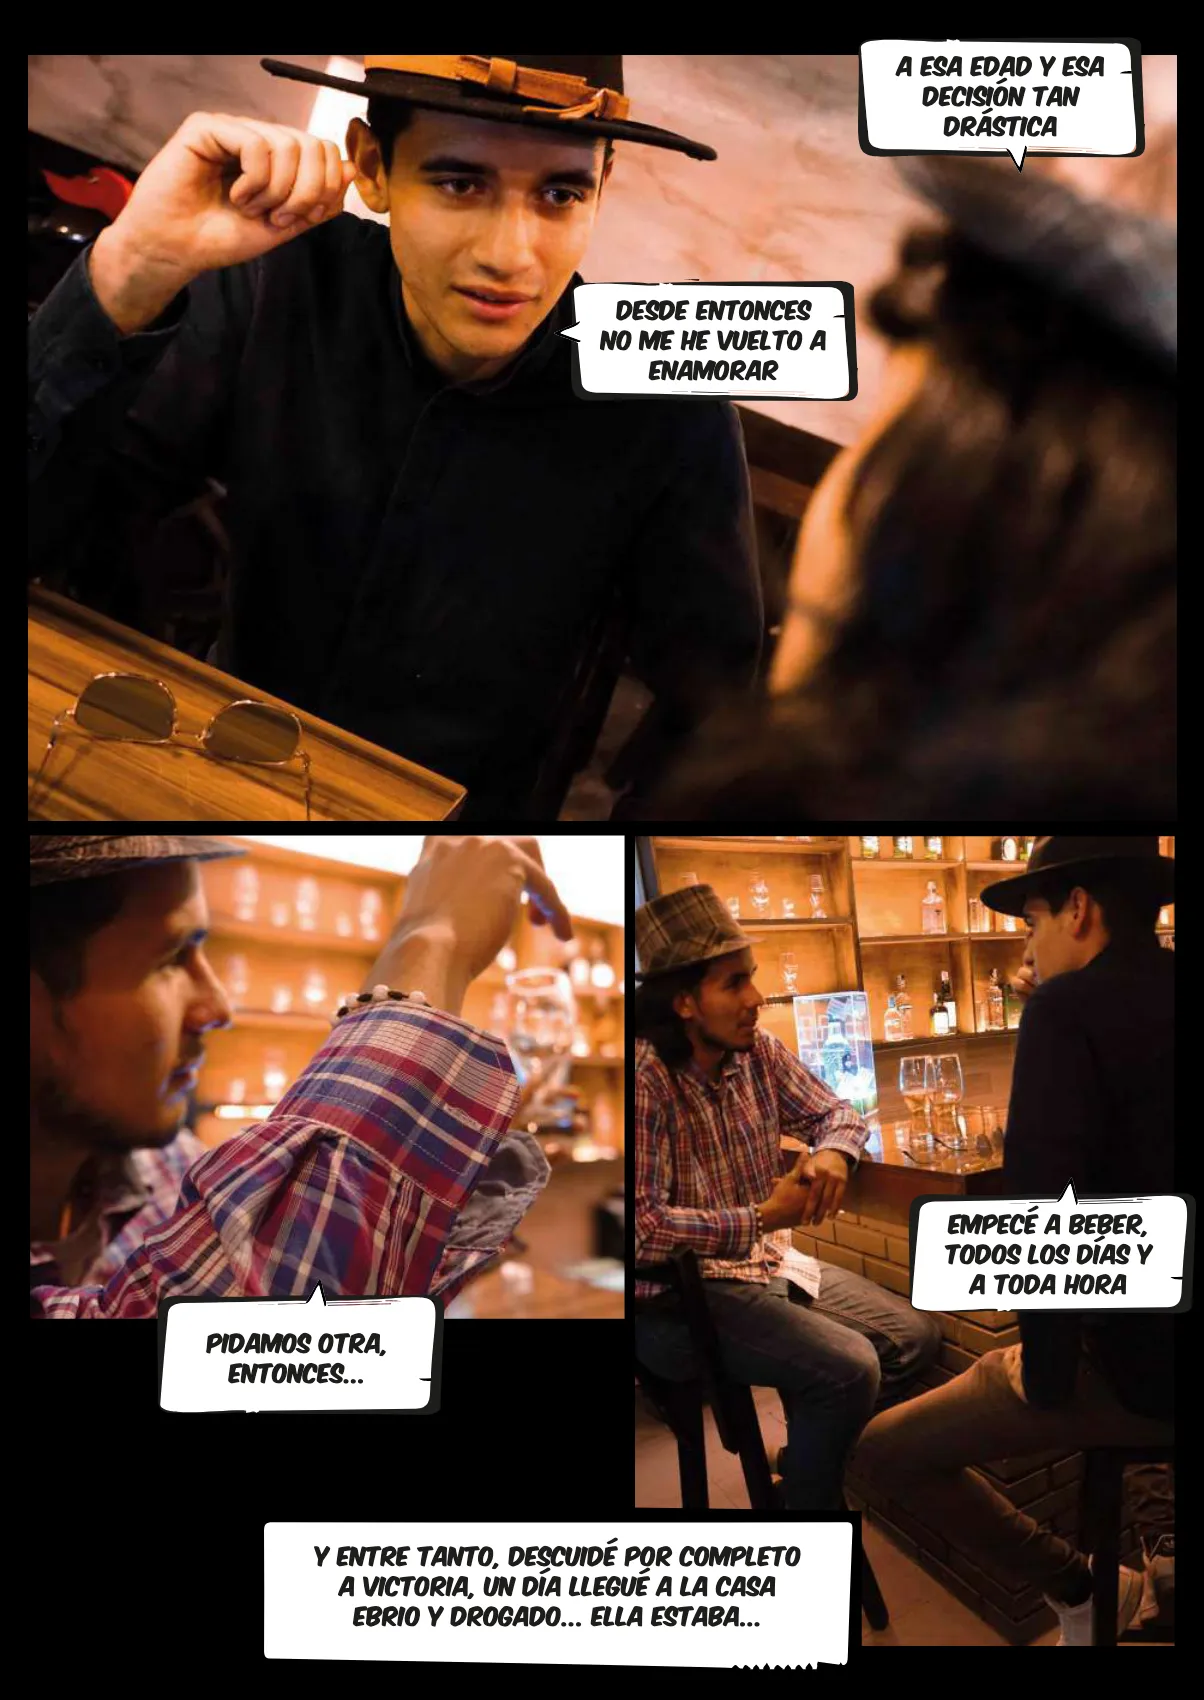 A ESA EDAD Y ESA
DECISIÓN TAN
DRÁSTICA
DESDE ENTONCES
NO ME HE VUELTO A
ENAMORAR
PIDAMOS OTRA,
ENTONCES...
EMPECÉ A BEBER,
TODOS LOS DÍAS Y
A TODA HORA
Y ENTRE TANTO, DESCUIDÉ POR COMPLETO
A VICTORIA, UN DÍA LLEGUÉ A LA CASA
EBRIO Y DROGADO... ELLA ESTABA...